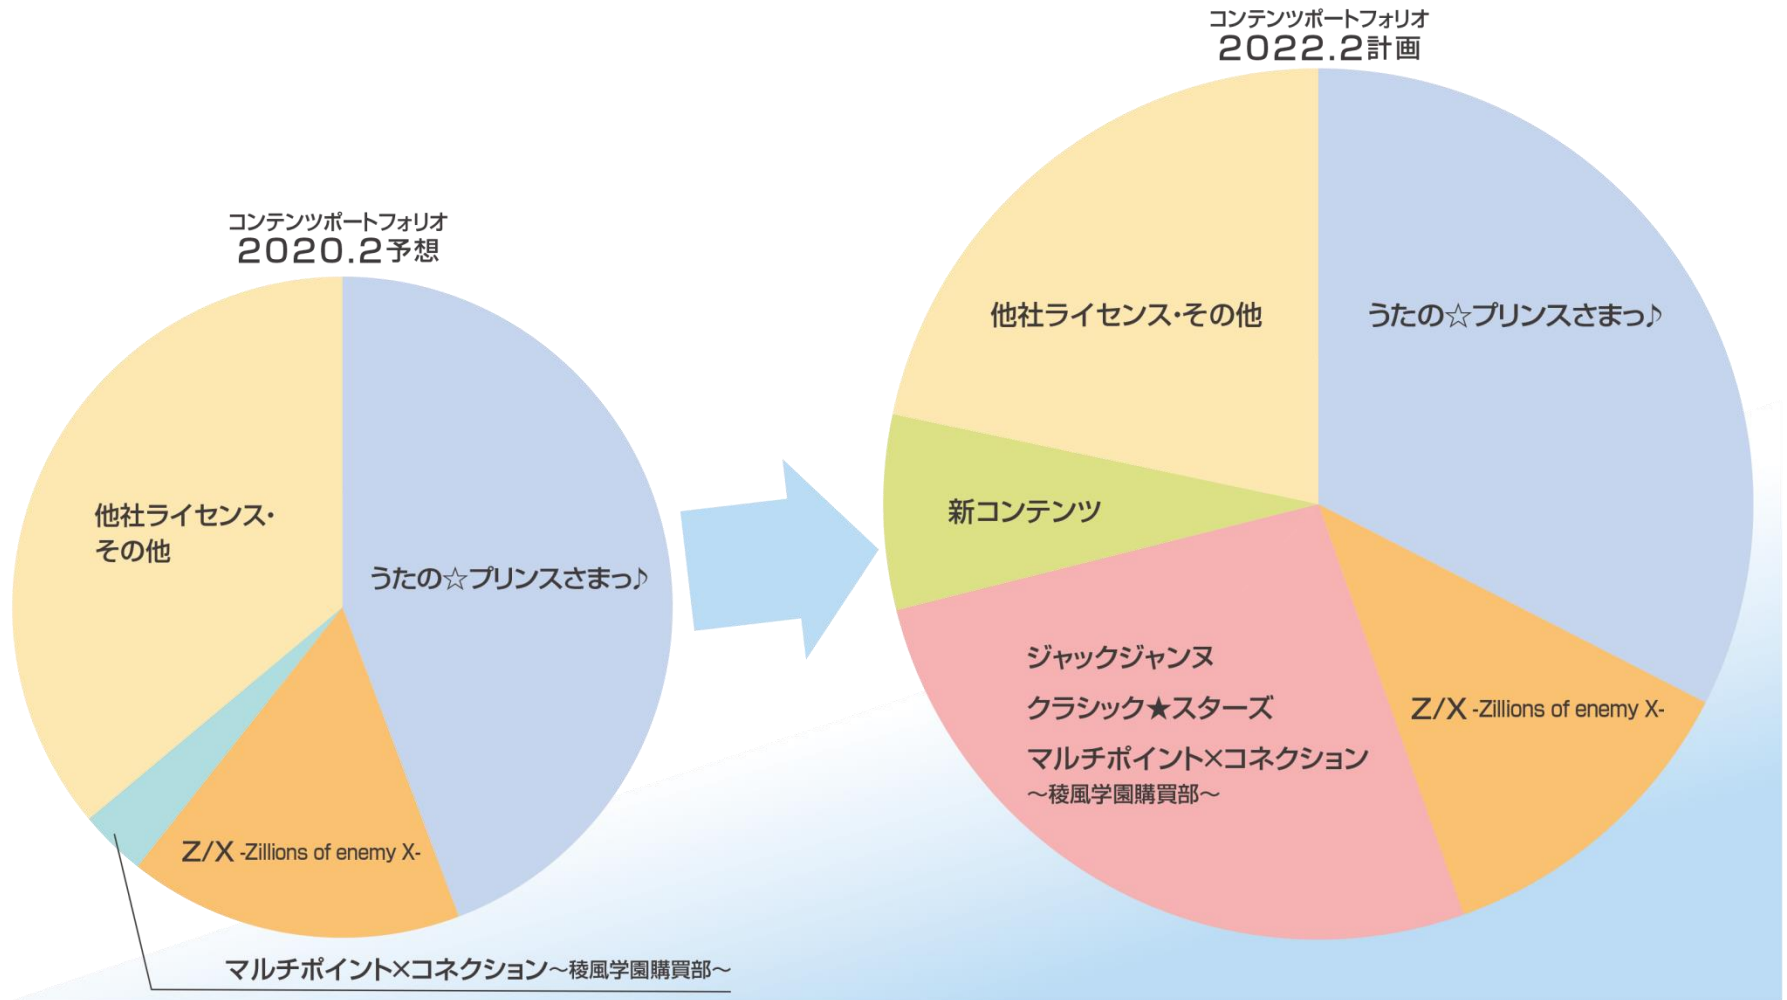 コンテンツポートフォリオ
2020.2予想
他社ライセンス・
その他
うたの☆プリンスさまっ♪
Z/X -Zillions of enemy X-
マルチポイント×コネクション〜稜風学園購買部〜
コンテンツポートフォリオ
2022.2計画
他社ライセンス・その他
うたの☆プリンスさまっ♪
新コンテンツ
ジャックジャンヌ
クラシック★スターズ
マルチポイント×コネクション
〜稜風学園購買部〜
Z/X -Zillions of enemy X-